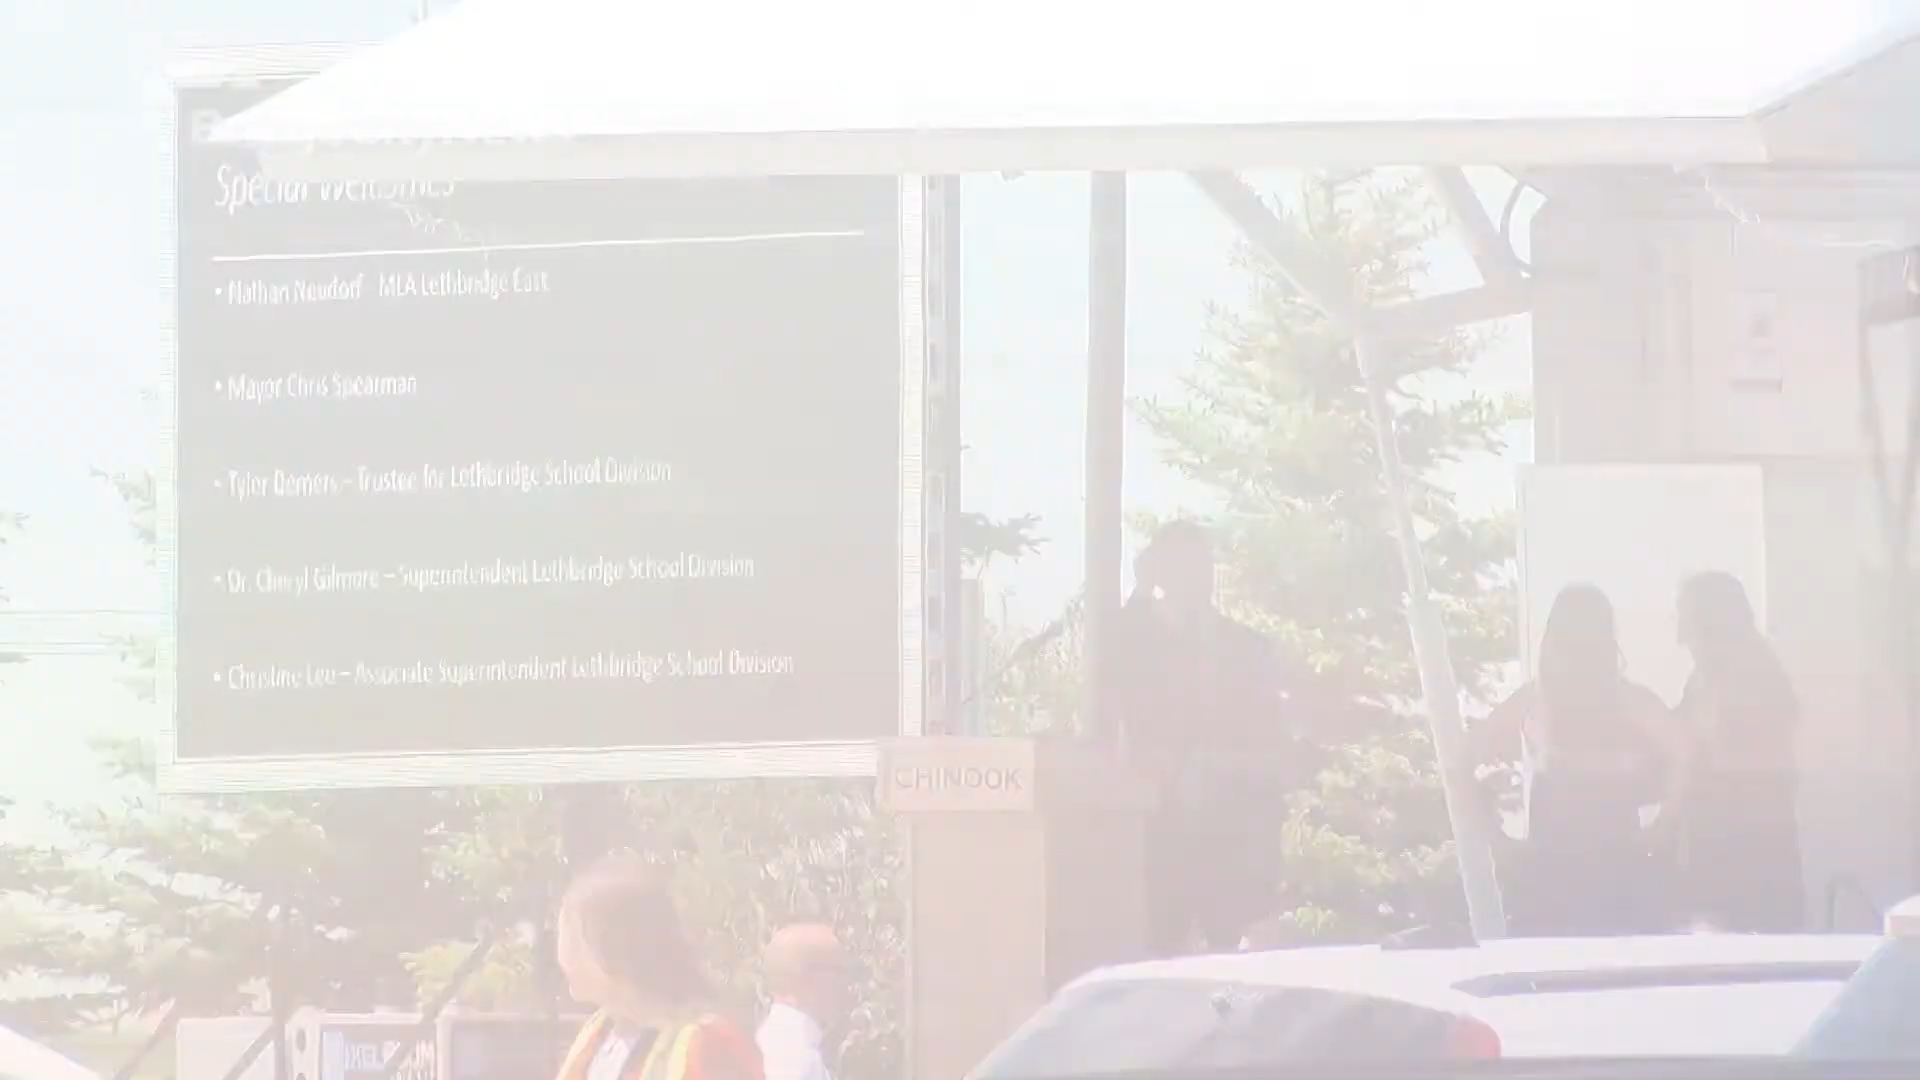 Special Welcomes
• Nathan Neudorf - MLA Lethbridge East
• Mayor Chris Spearman
• Tyler Demers – Trustee for Lethbridge School Division
• Dr. Cheryl Gilmore – Superintendent Lethbridge School Division
• Christine Lee – Associate Superintendent Lethbridge School Division
CHINOOK